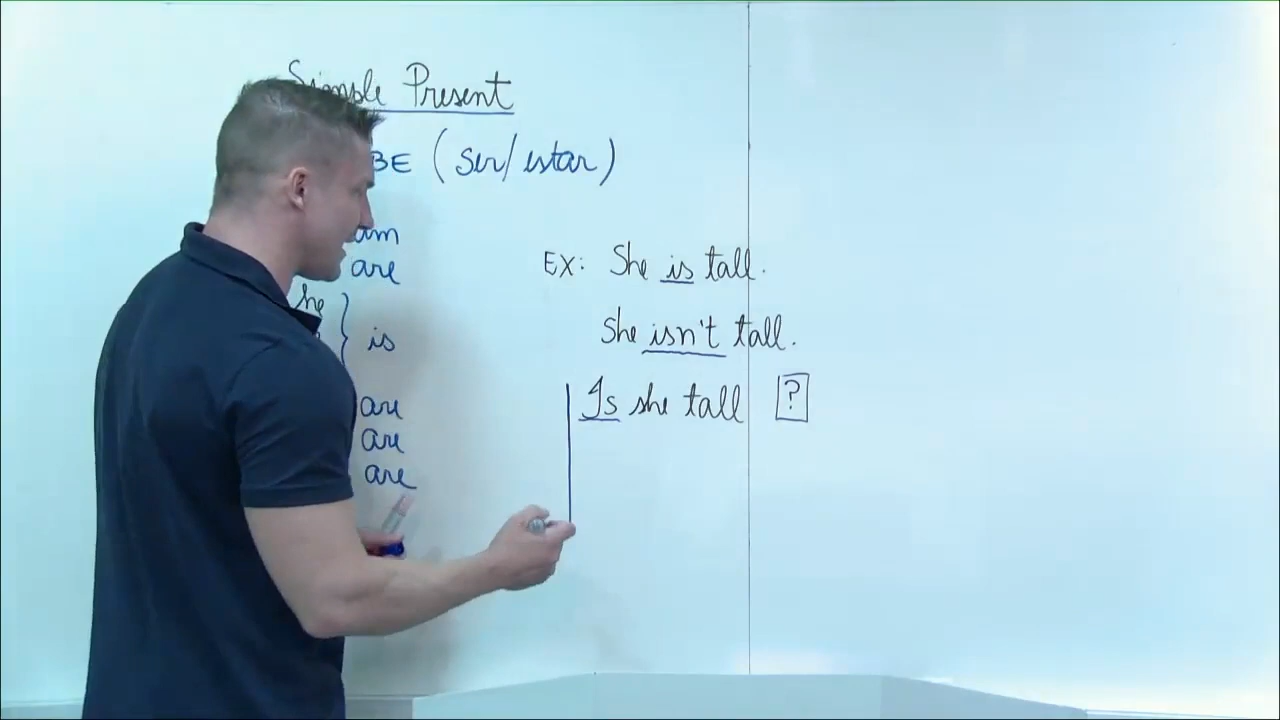 Simple Present
BE (ser/estar)
am
are
he
is
are
are
are
EX: She is tall.
She isn't tall.
Is she tall ?